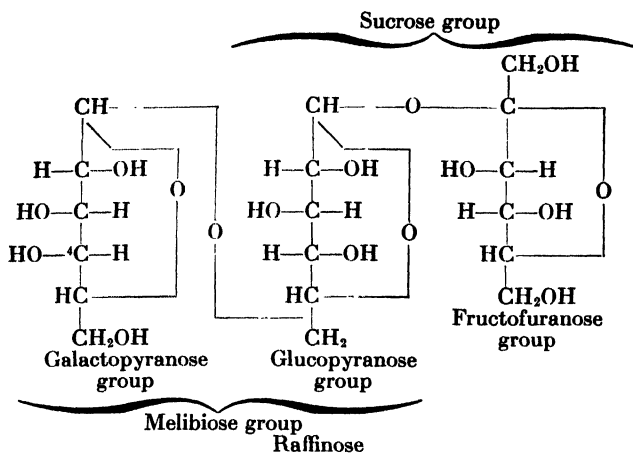 Sucrose group
CH₂OH
CH O CH O C
H—C—OH H—C—OH HO—C—H
O O
HO—C—H HO—C—H H—C—OH
HO—⁴C—H H—C—OH HC
HC HC CH₂OH
CH₂OH CH₂
Galactopyranose group
Glucopyranose group
Fructofuranose group
Melibiose group
Raffinose